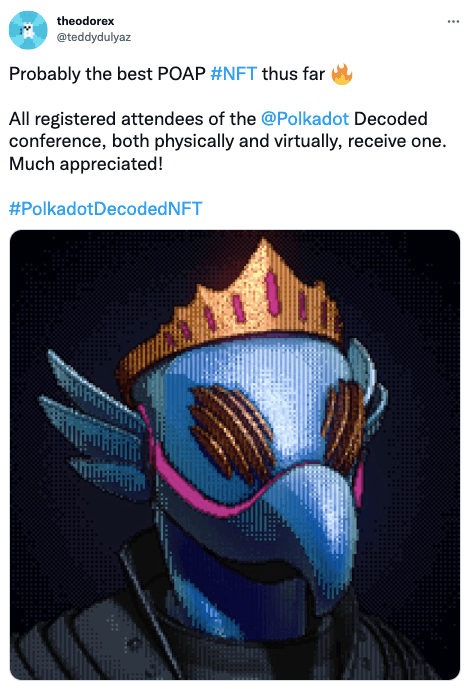 theodorex
@teddydulyaz
Probably the best POAP #NFT thus far 🔥
All registered attendees of the @Polkadot Decoded
conference, both physically and virtually, receive one.
Much appreciated!
#PolkadotDecodedNFT